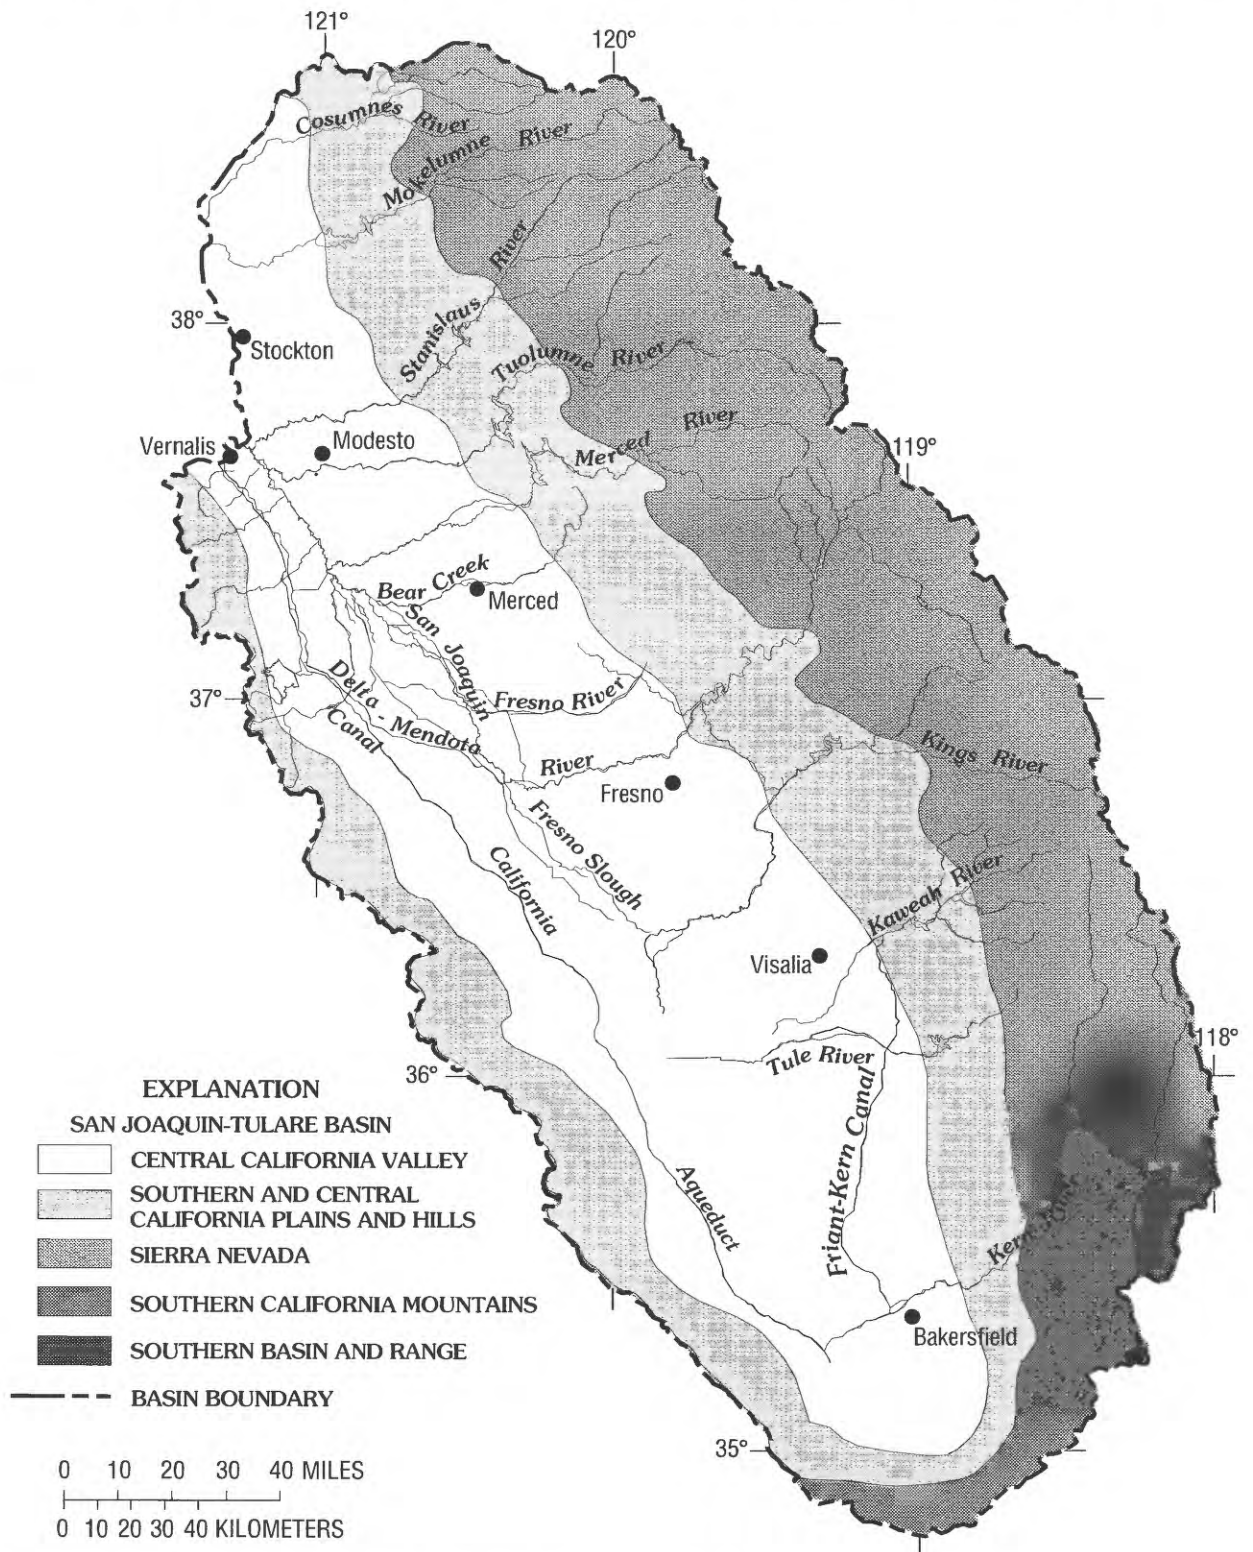 121°
120°
Cosumnes River
Mokelumne River
Stanislaus River
38°
Stockton
Tuolumne River
Vernalis
Modesto
Merced River
119°
Bear Creek
Merced
San Joaquin River
37°
Delta - Mendota Canal
Fresno River
Kings River
Fresno
Fresno Slough
California Aqueduct
Kaweah River
Visalia
Tule River
118°
36°
Friant-Kern Canal
Kern
Bakersfield
35°
EXPLANATION
SAN JOAQUIN-TULARE BASIN
CENTRAL CALIFORNIA VALLEY
SOUTHERN AND CENTRAL
CALIFORNIA PLAINS AND HILLS
SIERRA NEVADA
SOUTHERN CALIFORNIA MOUNTAINS
SOUTHERN BASIN AND RANGE
BASIN BOUNDARY
0 10 20 30 40 MILES
0 10 20 30 40 KILOMETERS